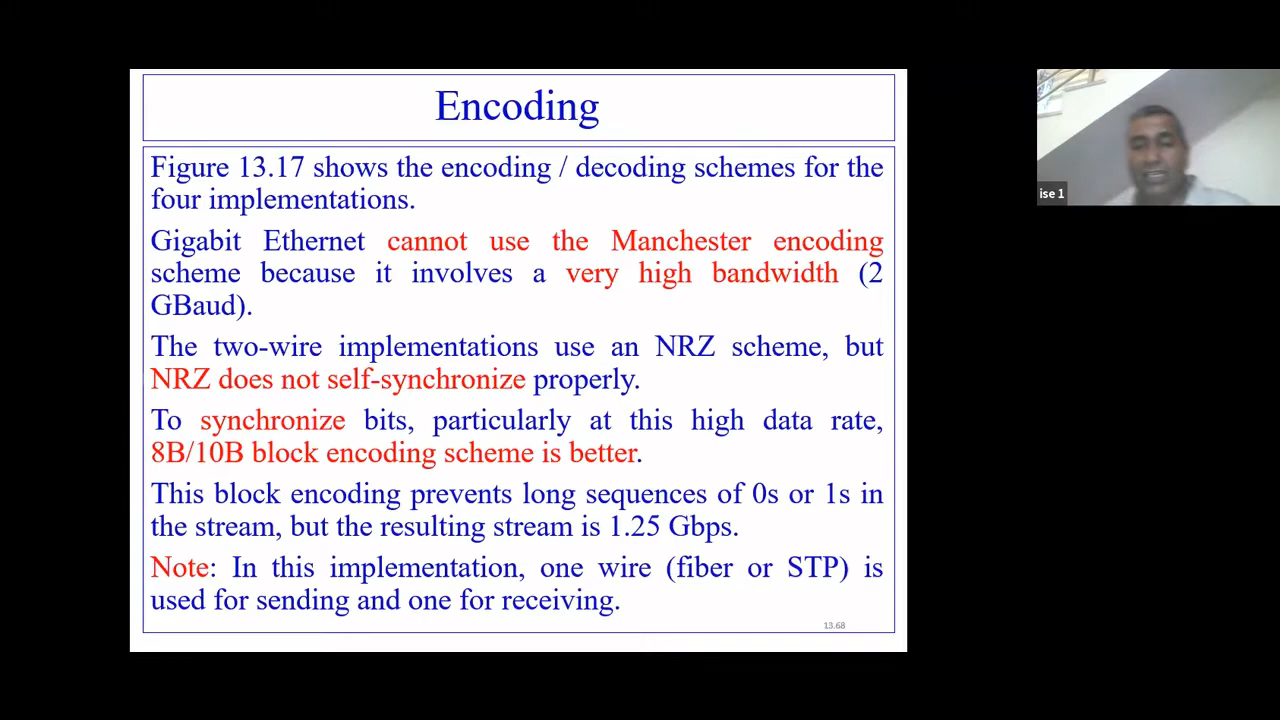 Encoding
Figure 13.17 shows the encoding / decoding schemes for the
four implementations.
Gigabit Ethernet cannot use the Manchester encoding
scheme because it involves a very high bandwidth (2
GBaud).
The two-wire implementations use an NRZ scheme, but
NRZ does not self-synchronize properly.
To synchronize bits, particularly at this high data rate,
8B/10B block encoding scheme is better.
This block encoding prevents long sequences of 0s or 1s in
the stream, but the resulting stream is 1.25 Gbps.
Note: In this implementation, one wire (fiber or STP) is
used for sending and one for receiving.
13.68
ise 1